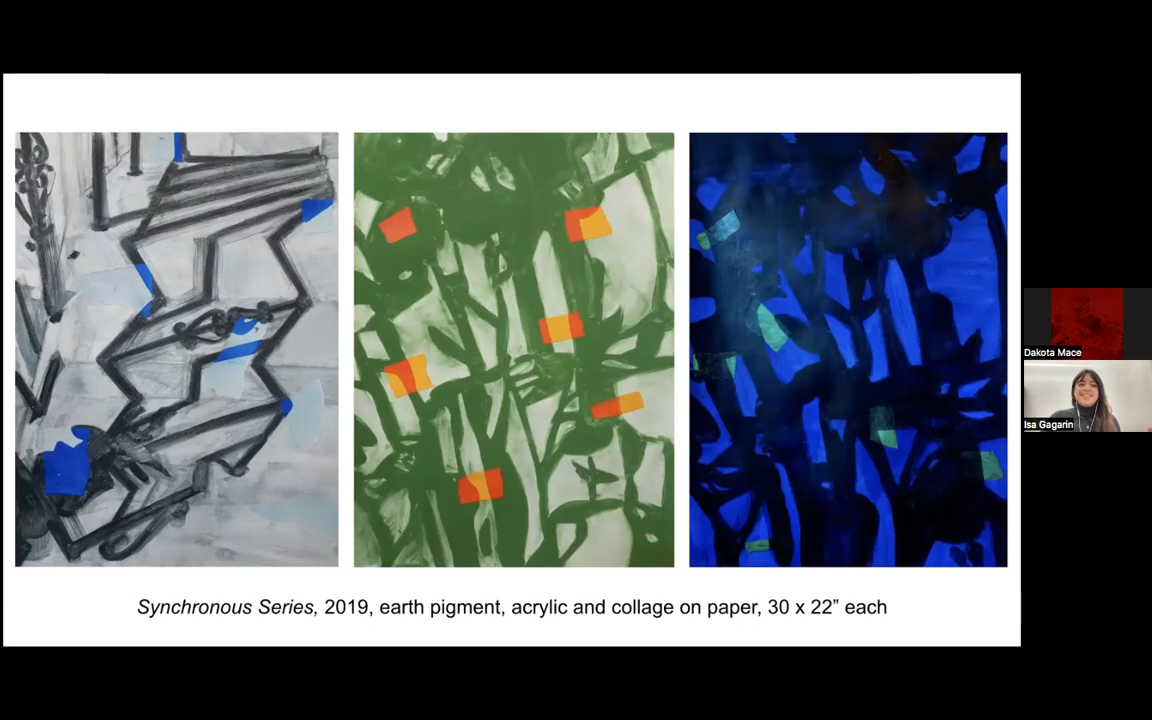 Synchronous Series, 2019, earth pigment, acrylic and collage on paper, 30 x 22” each
Dakota Mace
Isa Gagarin